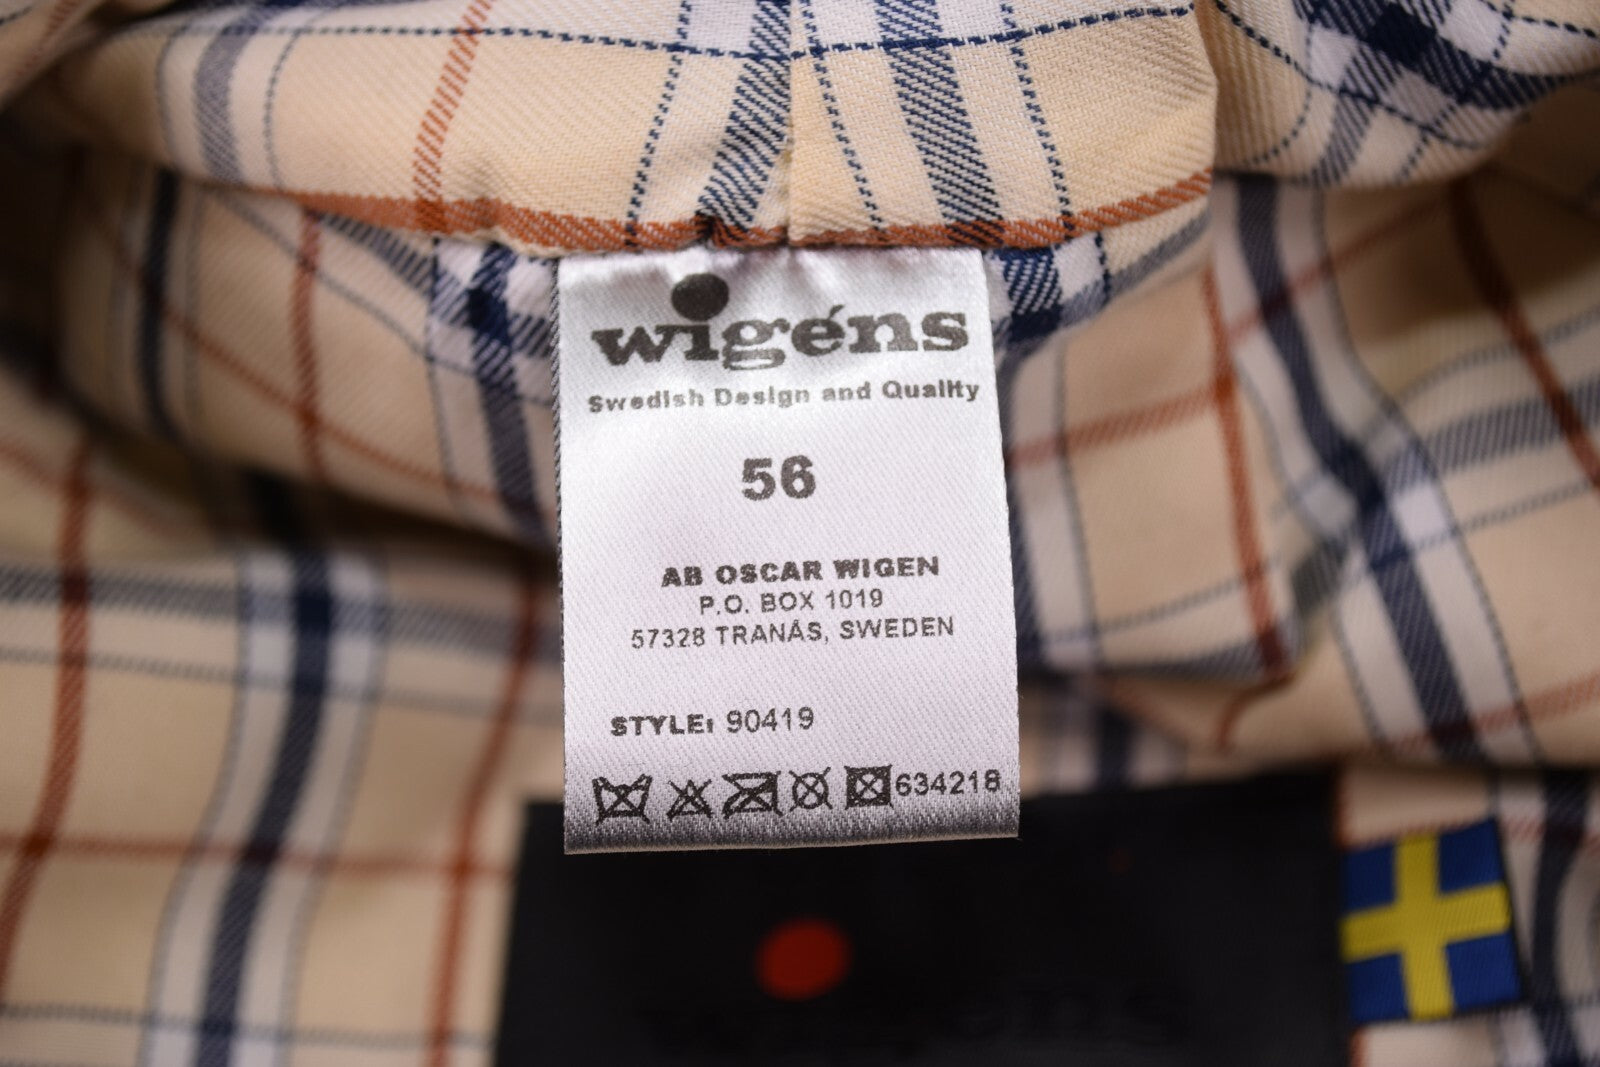 wigéns
Swedish Design and Quality
56
AB OSCAR WIGEN
P.O. BOX 1019
57328 TRANÅS, SWEDEN
STYLE: 90419
634218